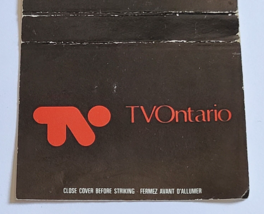 TVOntario
CLOSE COVER BEFORE STRIKING · FERMEZ AVANT D'ALLUMER